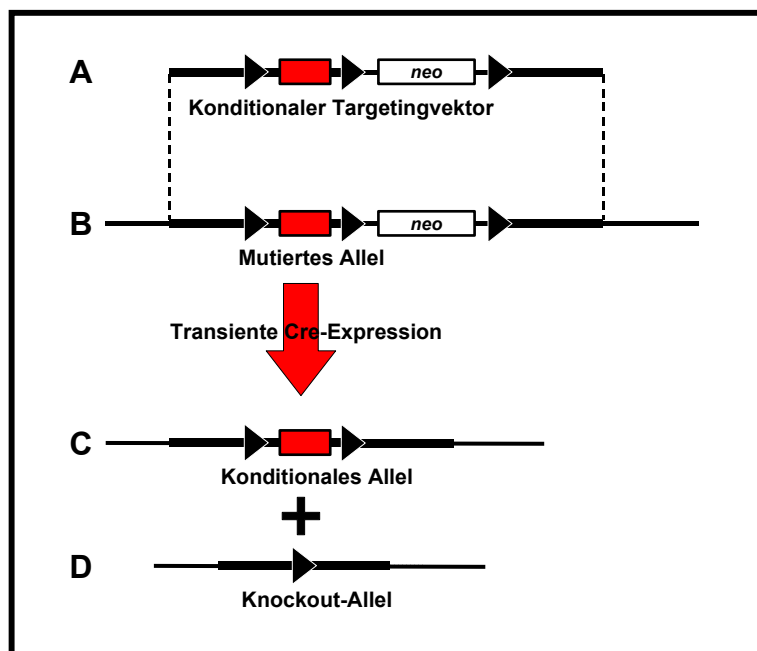 A
neo
Konditionaler Targetingvektor
B
neo
Mutiertes Allel
Transiente Cre-Expression
C
Konditionales Allel
+
D
Knockout-Allel